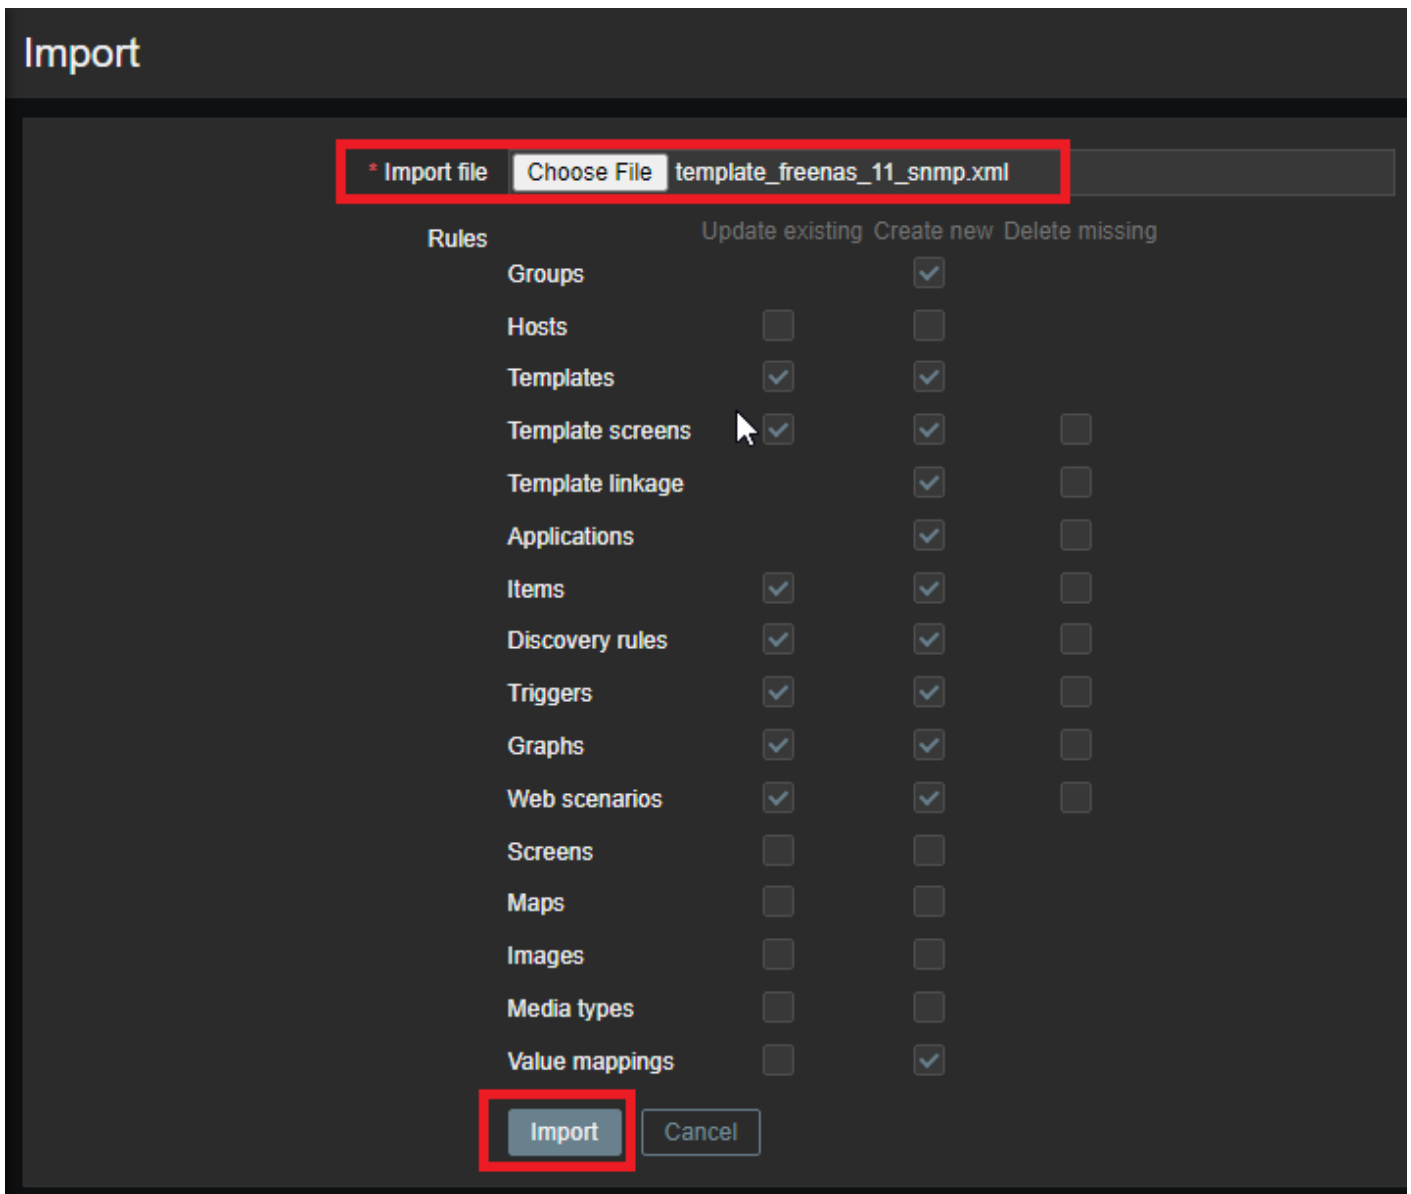 Import
* Import file Choose File template_freenas_11_snmp.xml
Rules Update existing Create new Delete missing
Groups
Hosts
Templates
Template screens
Template linkage
Applications
Items
Discovery rules
Triggers
Graphs
Web scenarios
Screens
Maps
Images
Media types
Value mappings
Import Cancel